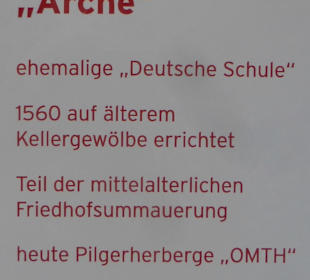 „Arche
ehemalige „Deutsche Schule“
1560 auf älterem
Kellergewölbe errichtet
Teil der mittelalterlichen
Friedhofsummauerung
heute Pilgerherberge „OMTH“